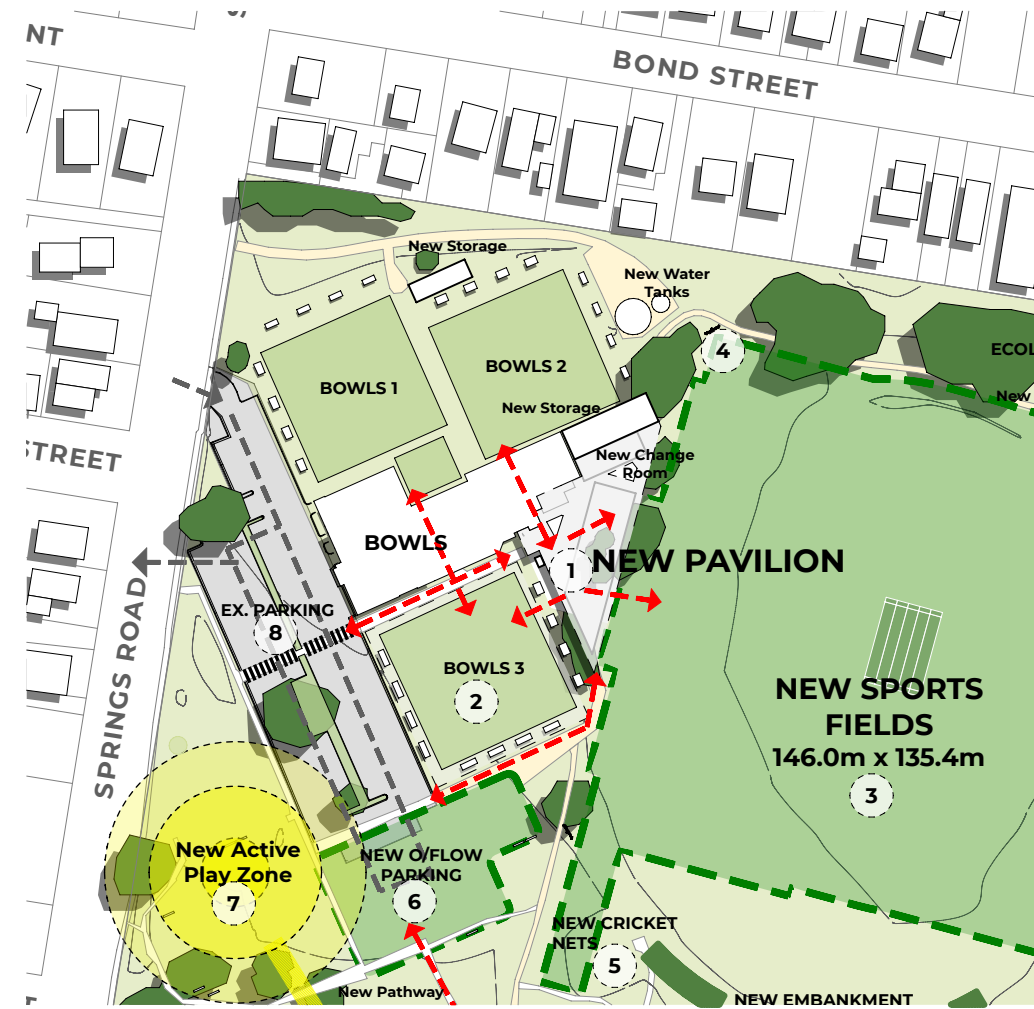 NT
BOND STREET
New Storage
New Water
Tanks
4
ECOL
New
BOWLS 1
BOWLS 2
New Storage
STREET
New Change
< Room
BOWLS
1
NEW PAVILION
SPRINGS ROAD
EX. PARKING
8
BOWLS 3
2
NEW SPORTS
FIELDS
146.0m x 135.4m
3
New Active
Play Zone
7
NEW O/FLOW
PARKING
6
NEW CRICKET
NETS
5
New Pathway
NEW EMBANKMENT